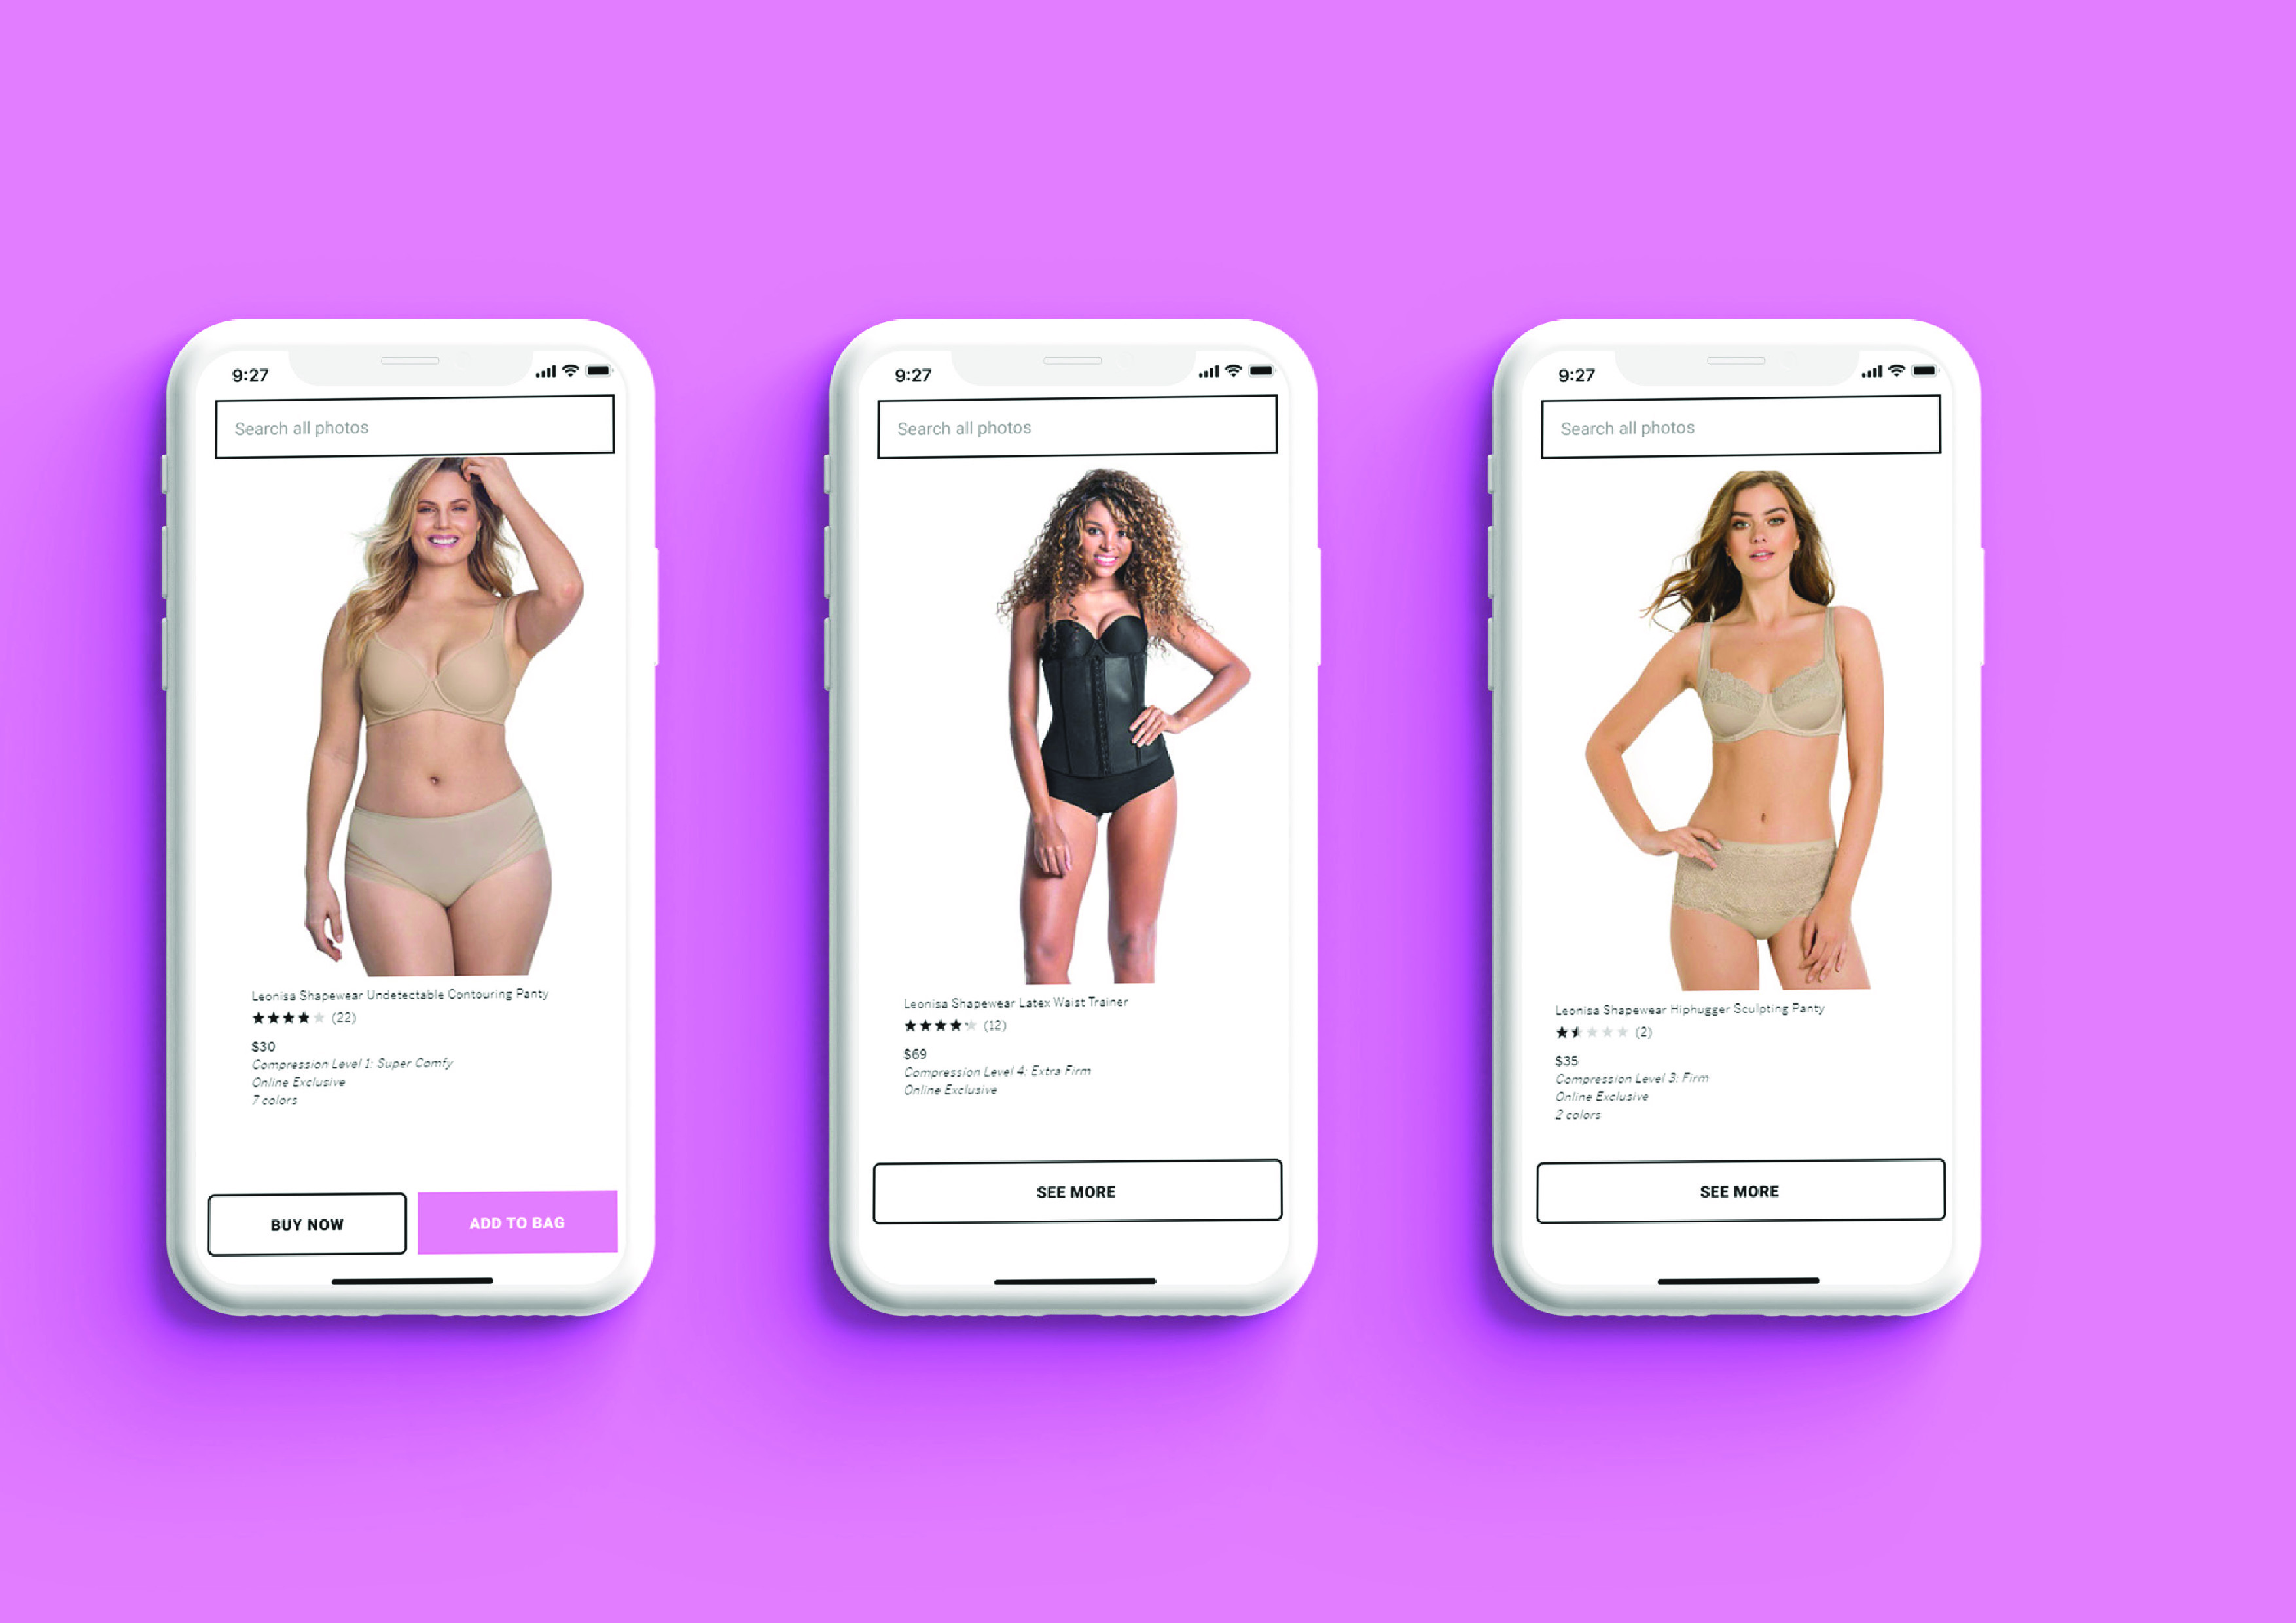 9:27
Search all photos
Leonisa Shapewear Undetectable Contouring Panty
(22)
$30
Compression Level 1: Super Comfy
Online Exclusive
7 colors
BUY NOW
ADD TO BAG
9:27
Search all photos
Leonisa Shapewear Latex Waist Trainer
(12)
$69
Compression Level 4: Extra Firm
Online Exclusive
SEE MORE
9:27
Search all photos
Leonisa Shapewear Hiphugger Sculpting Panty
(2)
$35
Compression Level 3: Firm
Online Exclusive
2 colors
SEE MORE